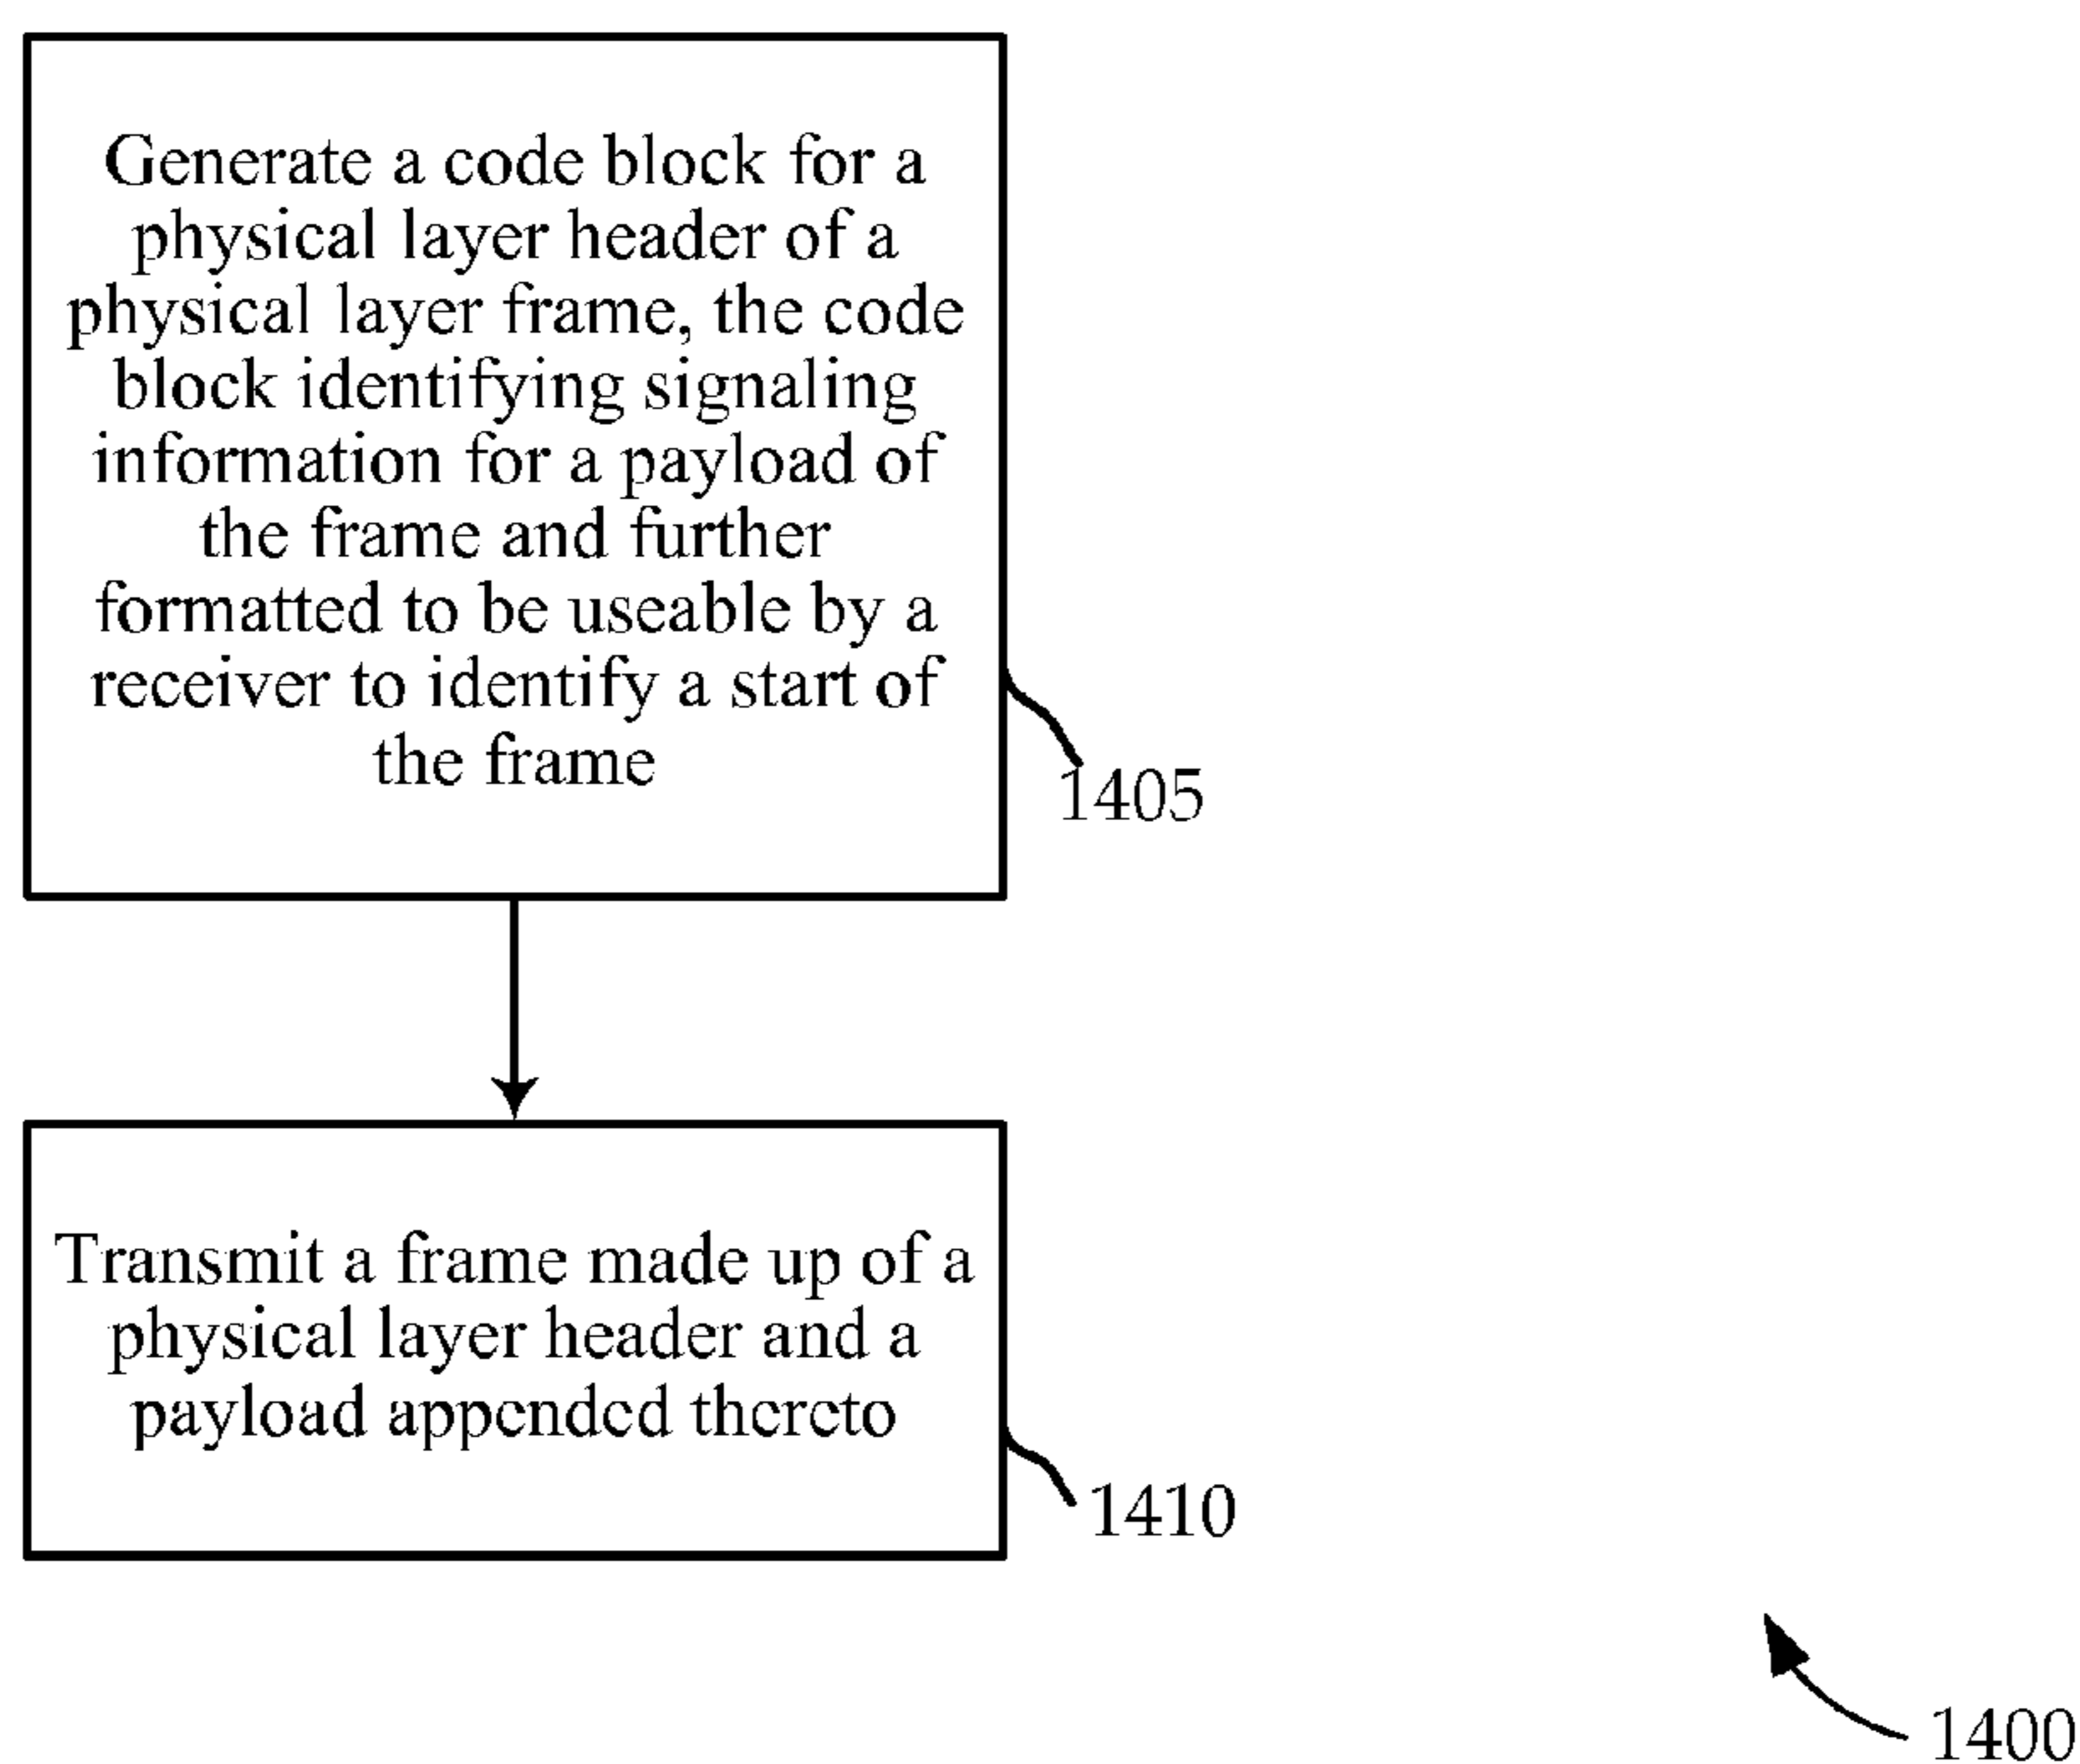 Generate a code block for a
physical layer header of a
physical layer frame, the code
block identifying signaling
information for a payload of
the frame and further
formatted to be useable by a
receiver to identify a start of
the frame
1405
Transmit a frame made up of a
physical layer header and a
payload appended thereto
1410
1400